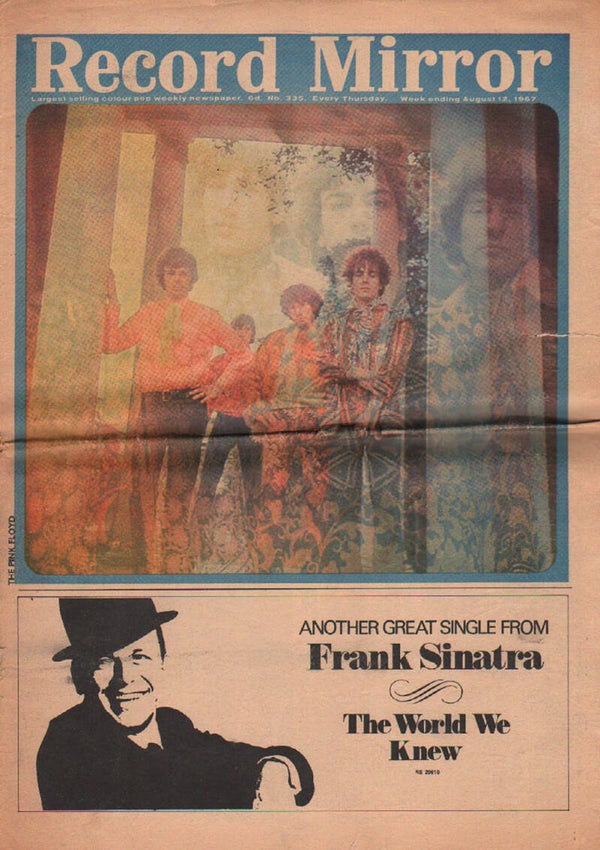 Record Mirror
Largest selling colour pop weekly newspaper. 6d. No. 335. Every Thursday. Week ending August 12, 1967
THE PINK FLOYD
ANOTHER GREAT SINGLE FROM
Frank Sinatra
The World We
Knew
RS 20610